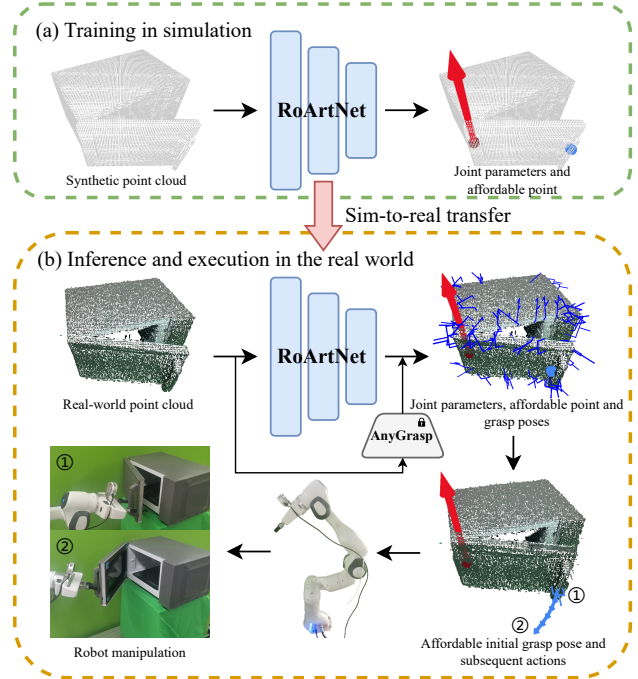 (a) Training in simulation
RoArtNet
Synthetic point cloud
Joint parameters and
affordable point
Sim-to-real transfer
(b) Inference and execution in the real world
RoArtNet
Real-world point cloud
AnyGrasp
Joint parameters, affordable point and
grasp poses
①
②
Robot manipulation
①
②
Affordable initial grasp pose and
subsequent actions